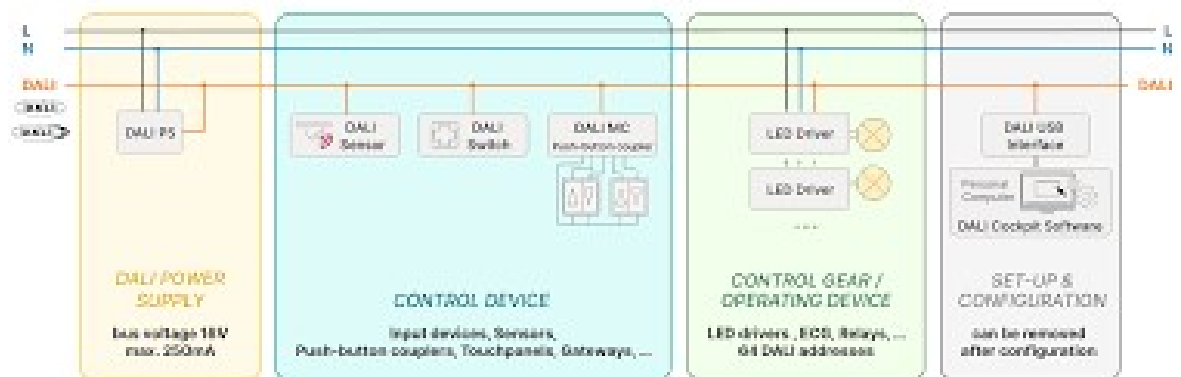 L
L
N
N
DALI
DALI
DALI
DALI PS
DALI
Sensor
DALI
Switch
DALI MC
Push-button coupler
LED Driver
LED Driver
...
DALI USB
Interface
Personal
Computer
DALI Cockpit Software
DALI POWER
SUPPLY
bus voltage 16V
max. 250mA
CONTROL DEVICE
Input devices, Sensors,
Push-button couplers, Touchpanels, Gateways, ...
CONTROL GEAR /
OPERATING DEVICE
LED drivers , ECG, Relays, ...
64 DALI addresses
SET-UP &
CONFIGURATION
can be removed
after configuration